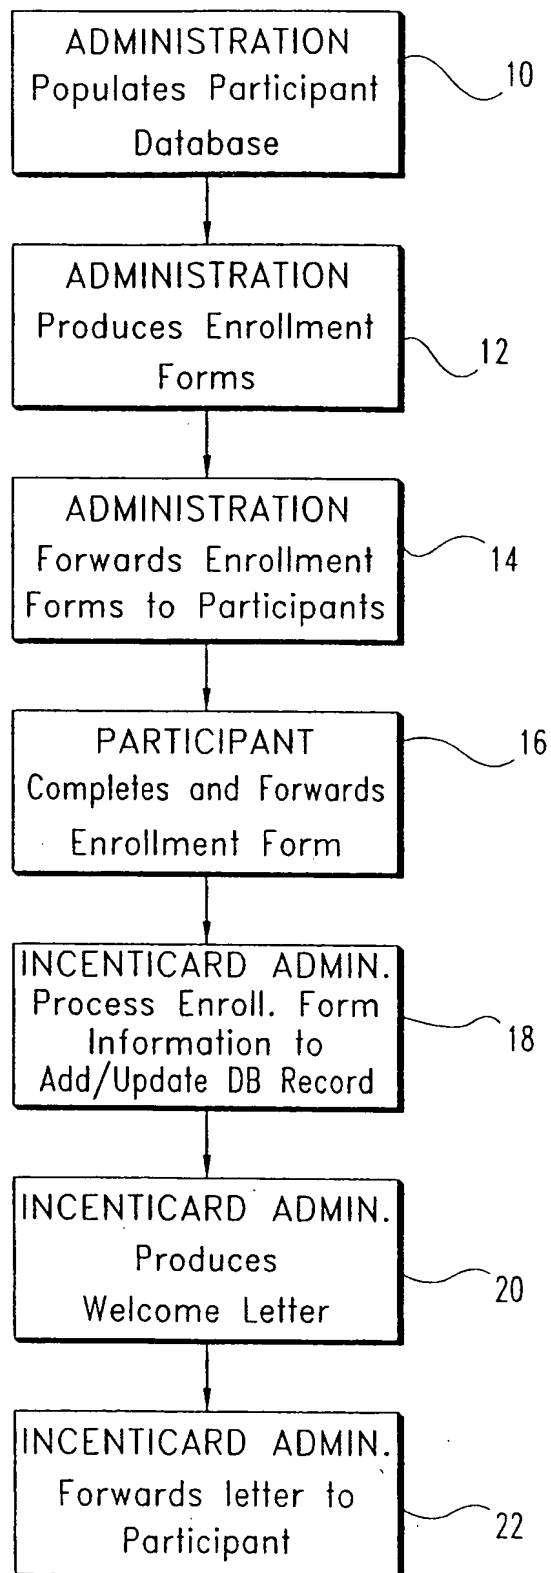 ADMINISTRATION
Populates Participant
Database
10
ADMINISTRATION
Produces Enrollment
Forms
12
ADMINISTRATION
Forwards Enrollment
Forms to Participants
14
PARTICIPANT
Completes and Forwards
Enrollment Form
16
INCENTICARD ADMIN.
Process Enroll. Form
Information to
Add/Update DB Record
18
INCENTICARD ADMIN.
Produces
Welcome Letter
20
INCENTICARD ADMIN.
Forwards letter to
Participant
22